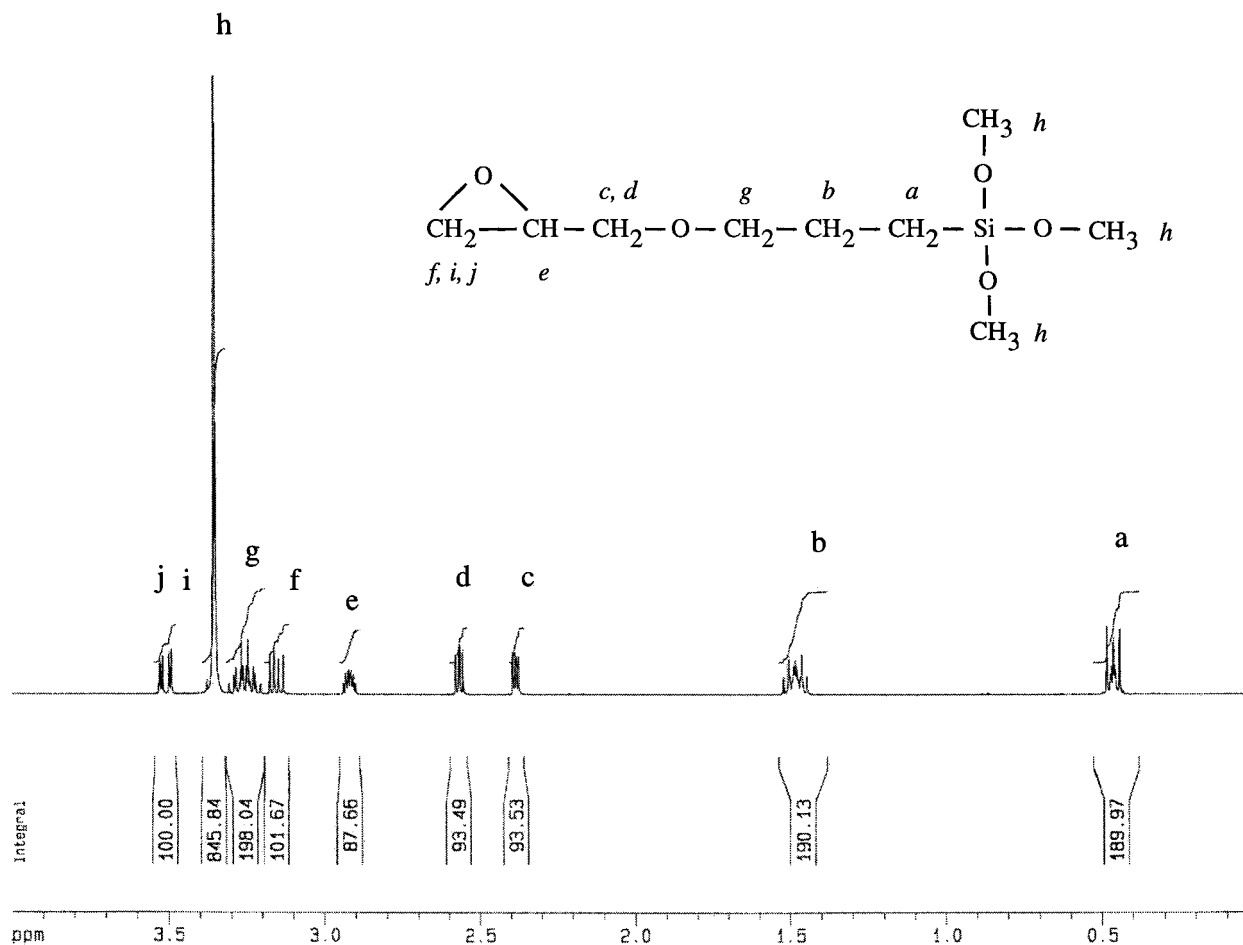 h
CH3 h
O
O c, d g b a
CH2 CH CH2 O CH2 CH2 CH2 Si O CH3 h
f, i, j e
O
CH3 h
j i g f e d c b a
Integral
100.00 845.84 198.04 101.67 87.66 93.49 93.53 190.13 189.97
ppm 3.5 3.0 2.5 2.0 1.5 1.0 0.5